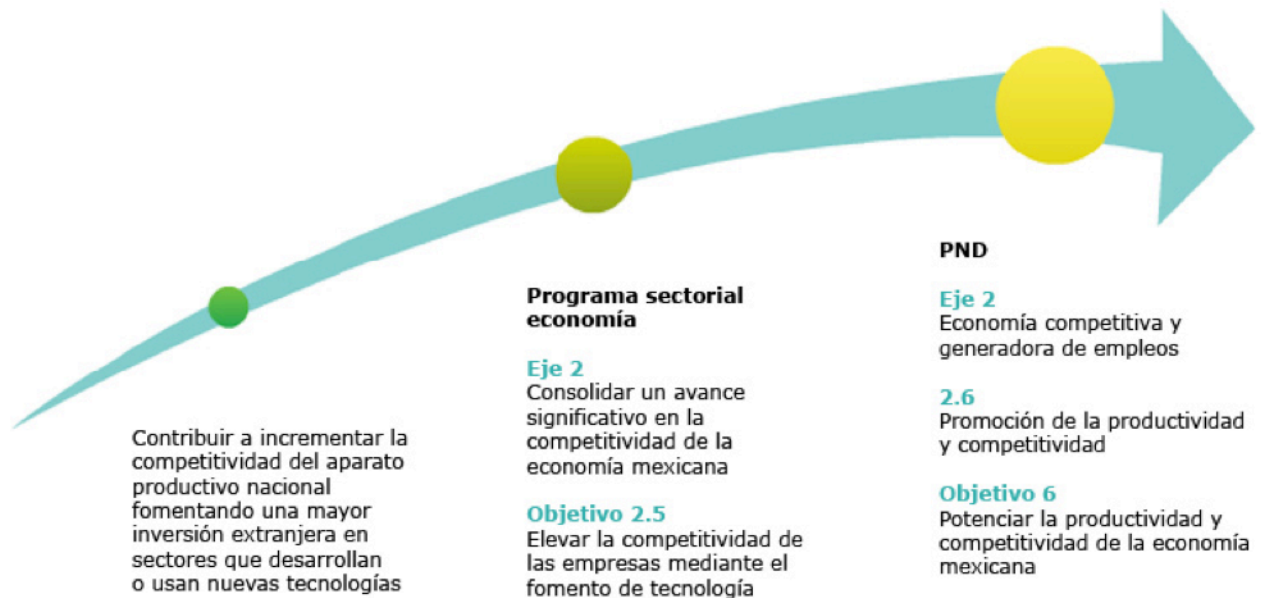 Contribuir a incrementar la
competitividad del aparato
productivo nacional
fomentando una mayor
inversión extranjera en
sectores que desarrollan
o usan nuevas tecnologías
Programa sectorial
economía
Eje 2
Consolidar un avance
significativo en la
competitividad de la
economía mexicana
Objetivo 2.5
Elevar la competitividad de
las empresas mediante el
fomento de tecnología
PND
Eje 2
Economía competitiva y
generadora de empleos
2.6
Promoción de la productividad
y competitividad
Objetivo 6
Potenciar la productividad y
competitividad de la economía
mexicana